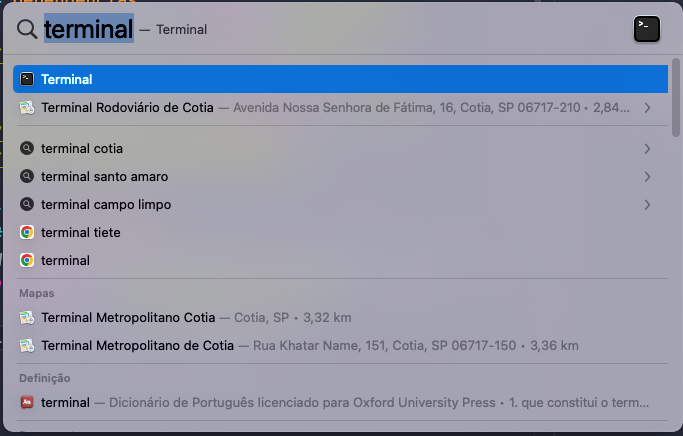 terminal — Terminal
Terminal
Terminal Rodoviário de Cotia — Avenida Nossa Senhora de Fátima, 16, Cotia, SP 06717-210 • 2,84...
terminal cotia
terminal santo amaro
terminal campo limpo
terminal tiete
terminal
Mapas
Terminal Metropolitano Cotia — Cotia, SP • 3,32 km
Terminal Metropolitano de Cotia — Rua Khatar Name, 151, Cotia, SP 06717-150 • 3,36 km
Definição
terminal — Dicionário de Português licenciado para Oxford University Press • 1. que constitui o term...